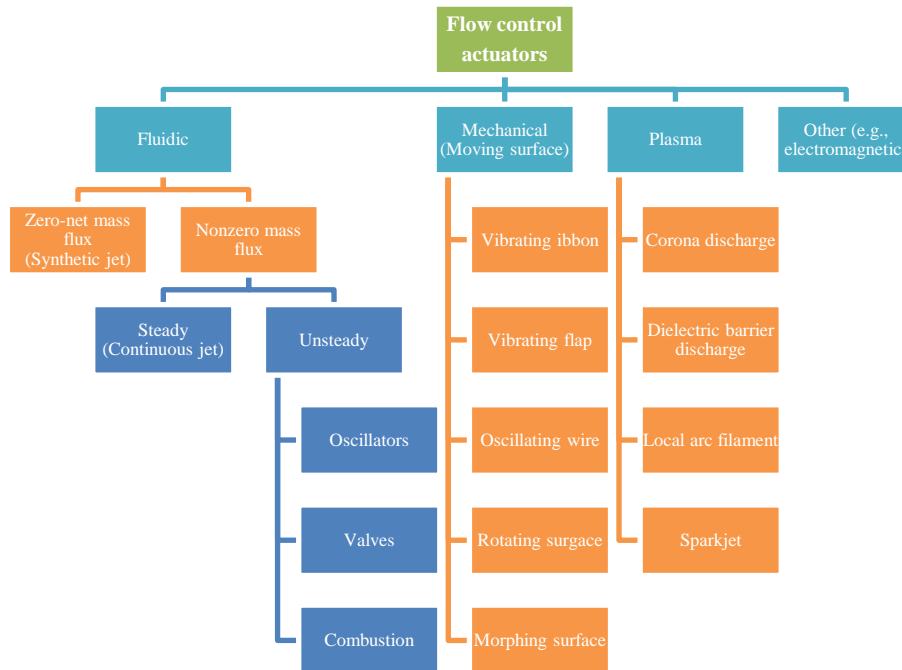 Flow control
actuators
Fluidic
Mechanical
(Moving surface)
Plasma
Other (e.g.,
electromagnetic
Zero-net mass
flux
(Synthetic jet)
Nonzero mass
flux
Vibrating ibbon
Corona discharge
Steady
(Continuous jet)
Unsteady
Vibrating flap
Dielectric barrier
discharge
Oscillators
Oscillating wire
Local arc filament
Valves
Rotating surgace
Sparkjet
Combustion
Morphing surface